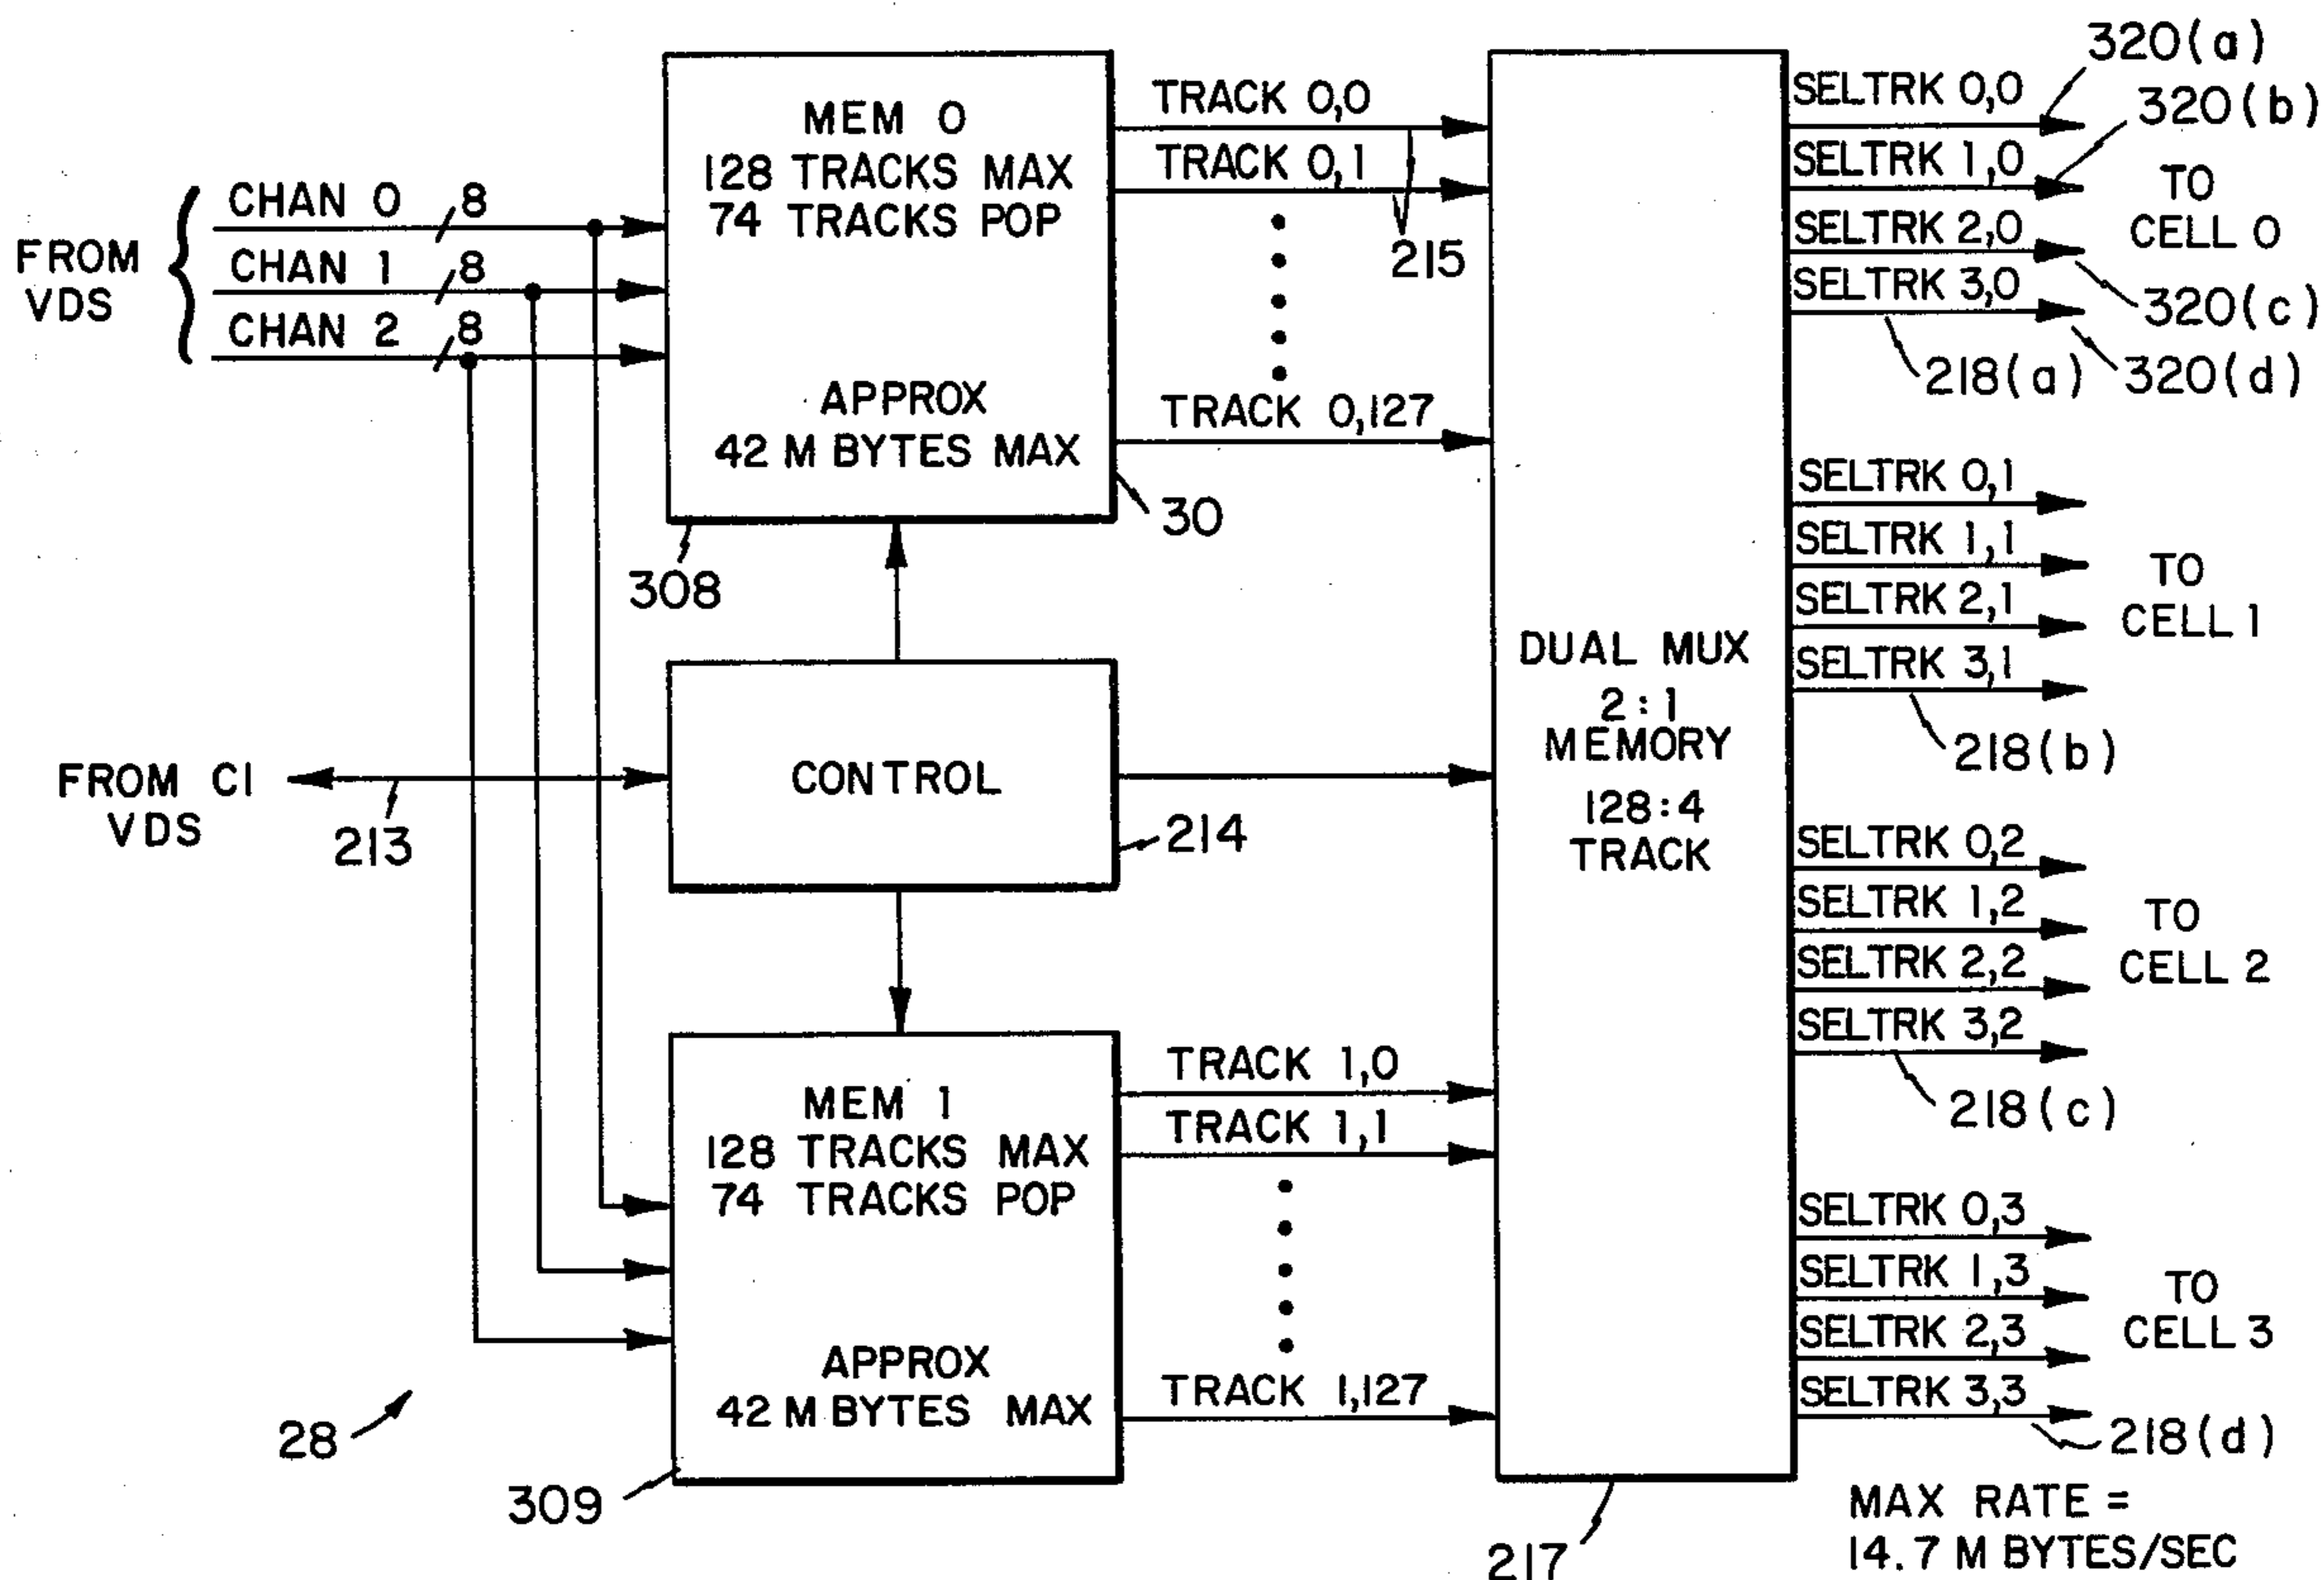 FROM
VDS
CHAN 0 8
CHAN 1 8
CHAN 2 8
MEM 0
128 TRACKS MAX
74 TRACKS POP
APPROX
42 M BYTES MAX
30
308
TRACK 0,0
TRACK 0,1
215
TRACK 0,127
FROM CI
VDS
213
CONTROL
214
MEM 1
128 TRACKS MAX
74 TRACKS POP
APPROX
42 M BYTES MAX
309
28
TRACK 1,0
TRACK 1,1
TRACK 1,127
DUAL MUX
2:1
MEMORY
128:4
TRACK
217
SELTRK 0,0
SELTRK 1,0
SELTRK 2,0
SELTRK 3,0
320(a)
320(b)
TO
CELL 0
320(c)
218(a)
320(d)
SELTRK 0,1
SELTRK 1,1
SELTRK 2,1
SELTRK 3,1
TO
CELL 1
218(b)
SELTRK 0,2
SELTRK 1,2
SELTRK 2,2
SELTRK 3,2
TO
CELL 2
218(c)
SELTRK 0,3
SELTRK 1,3
SELTRK 2,3
SELTRK 3,3
TO
CELL 3
218(d)
MAX RATE =
14.7 M BYTES/SEC